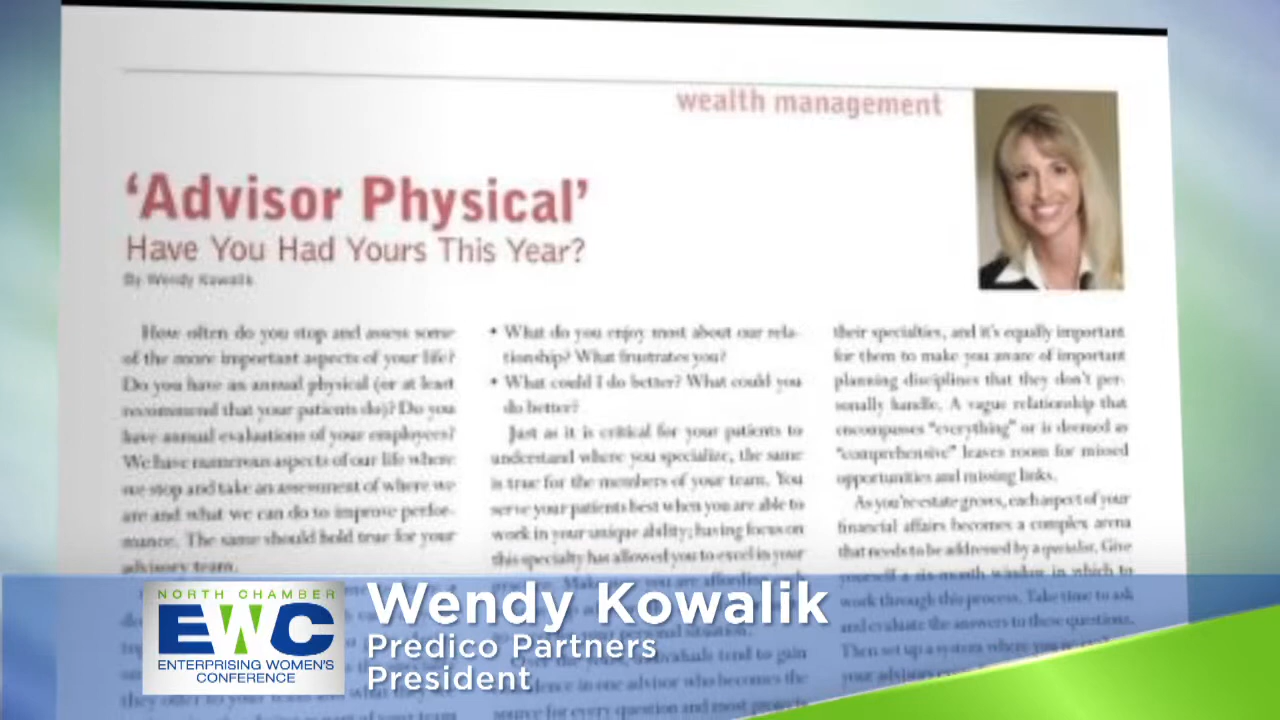 wealth management
'Advisor Physical'
Have You Had Yours This Year?
By Wendy Kowalik
How often do you stop and assess some
of the more important aspects of your life?
Do you have an annual physical (or at least
recommend that your patients do)? Do you
have annual evaluations of your employees?
We have numerous aspects of our life where
we stop and take an assessment of where we
are and what we can do to improve perfor-
mance. The same should hold true for your
advisory team.
• What do you enjoy most about our rela-
tionship? What frustrates you?
• What could I do better? What could you
do better?
Just as it is critical for your patients to
understand where you specialize, the same
is true for the members of your team. You
serve your patients best when you are able to
work in your unique ability; having focus on
this specialty has allowed you to excel in your
their specialties, and it's equally important
for them to make you aware of important
planning disciplines that they don't per-
sonally handle. A vague relationship that
encompasses "everything" or is deemed as
"comprehensive" leaves room for missed
opportunities and missing links.
As you're estate grows, each aspect of your
financial affairs becomes a complex arena
that needs to be addressed by a specialist. Give
yourself a six-month window in which to
work through this process. Take time to ask
and evaluate the answers to these questions.
Then set up a system where you
NORTH CHAMBER
EWC
ENTERPRISING WOMEN'S
CONFERENCE
Wendy Kowalik
Predico Partners
President